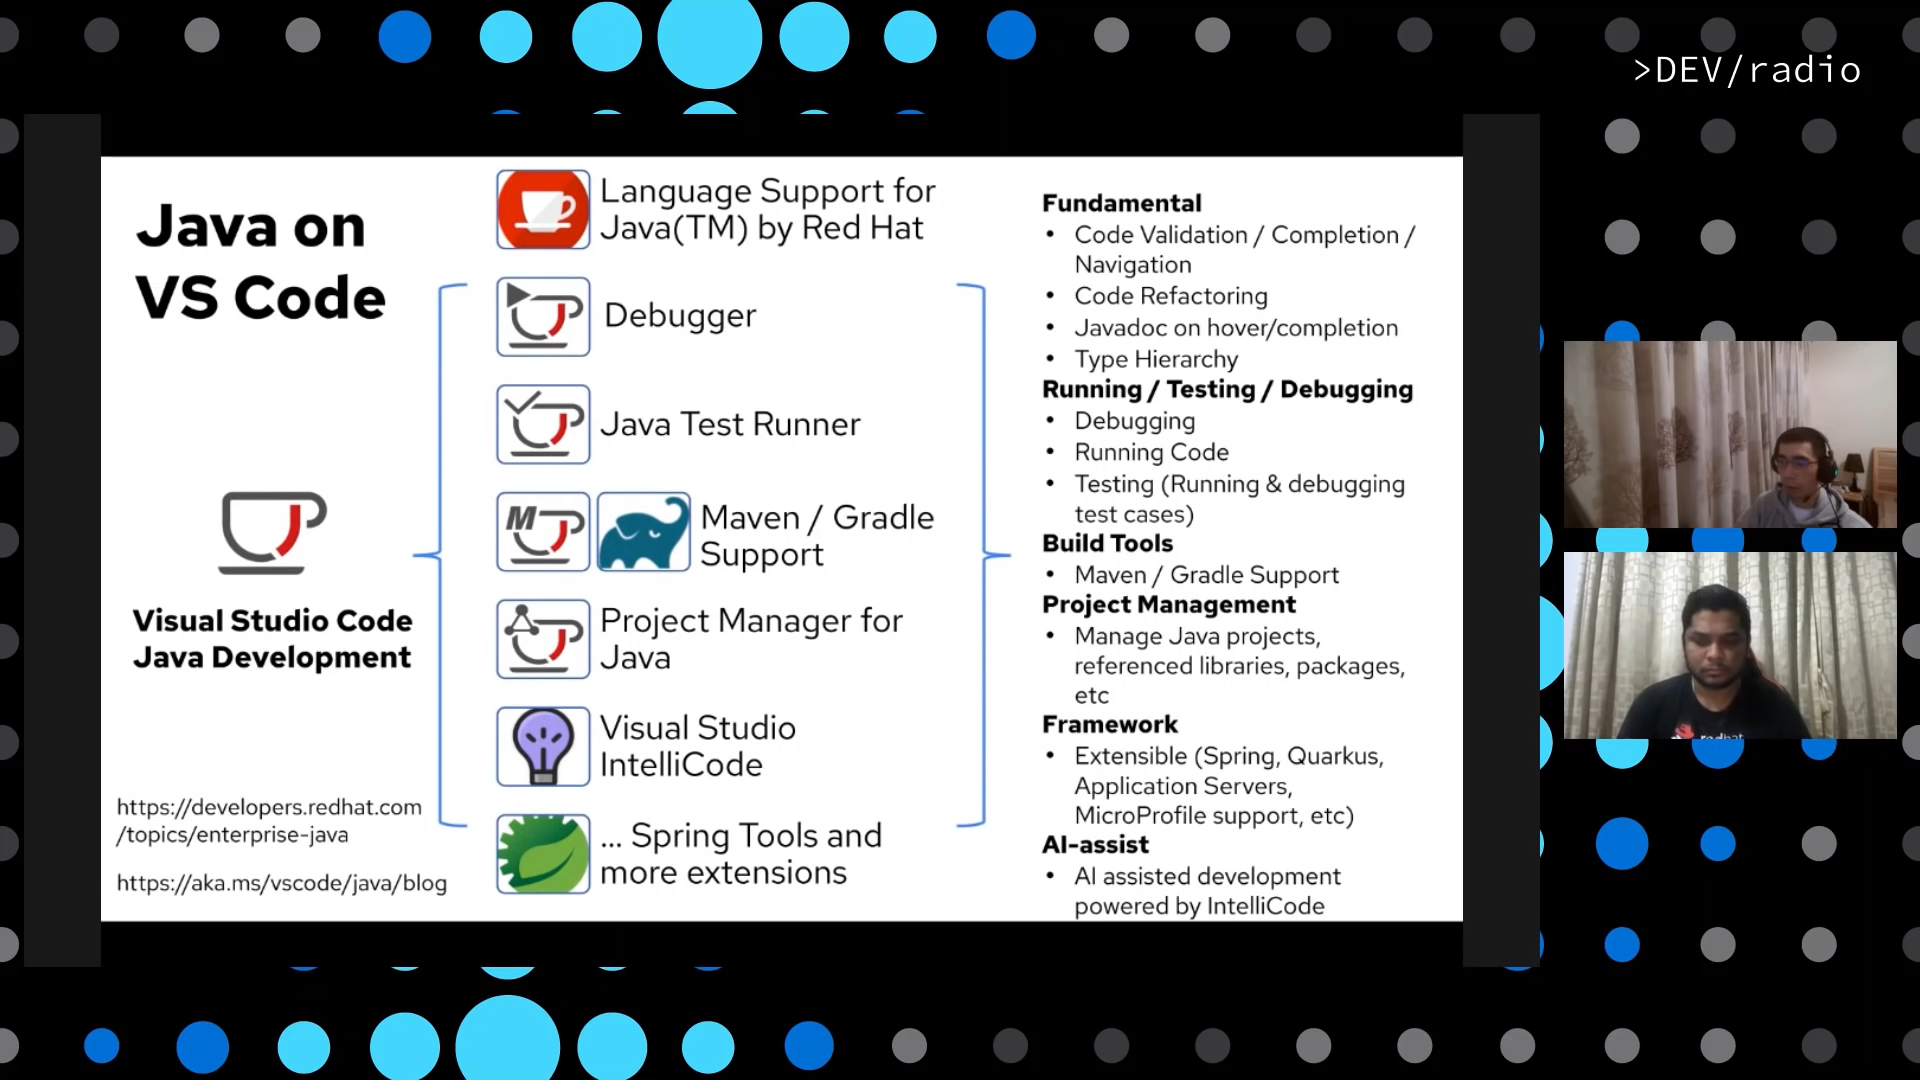 >DEV/radio
Java on
VS Code
Visual Studio Code
Java Development
https://developers.redhat.com
/topics/enterprise-java
https://aka.ms/vscode/java/blog
Language Support for
Java(TM) by Red Hat
Debugger
Java Test Runner
M
Maven / Gradle
Support
Project Manager for
Java
Visual Studio
IntelliCode
... Spring Tools and
more extensions
Fundamental
• Code Validation / Completion /
Navigation
• Code Refactoring
• Javadoc on hover/completion
• Type Hierarchy
Running / Testing / Debugging
• Debugging
• Running Code
• Testing (Running & debugging
test cases)
Build Tools
• Maven / Gradle Support
Project Management
• Manage Java projects,
referenced libraries, packages,
etc
Framework
• Extensible (Spring, Quarkus,
Application Servers,
MicroProfile support, etc)
AI-assist
• AI assisted development
powered by IntelliCode
redhat